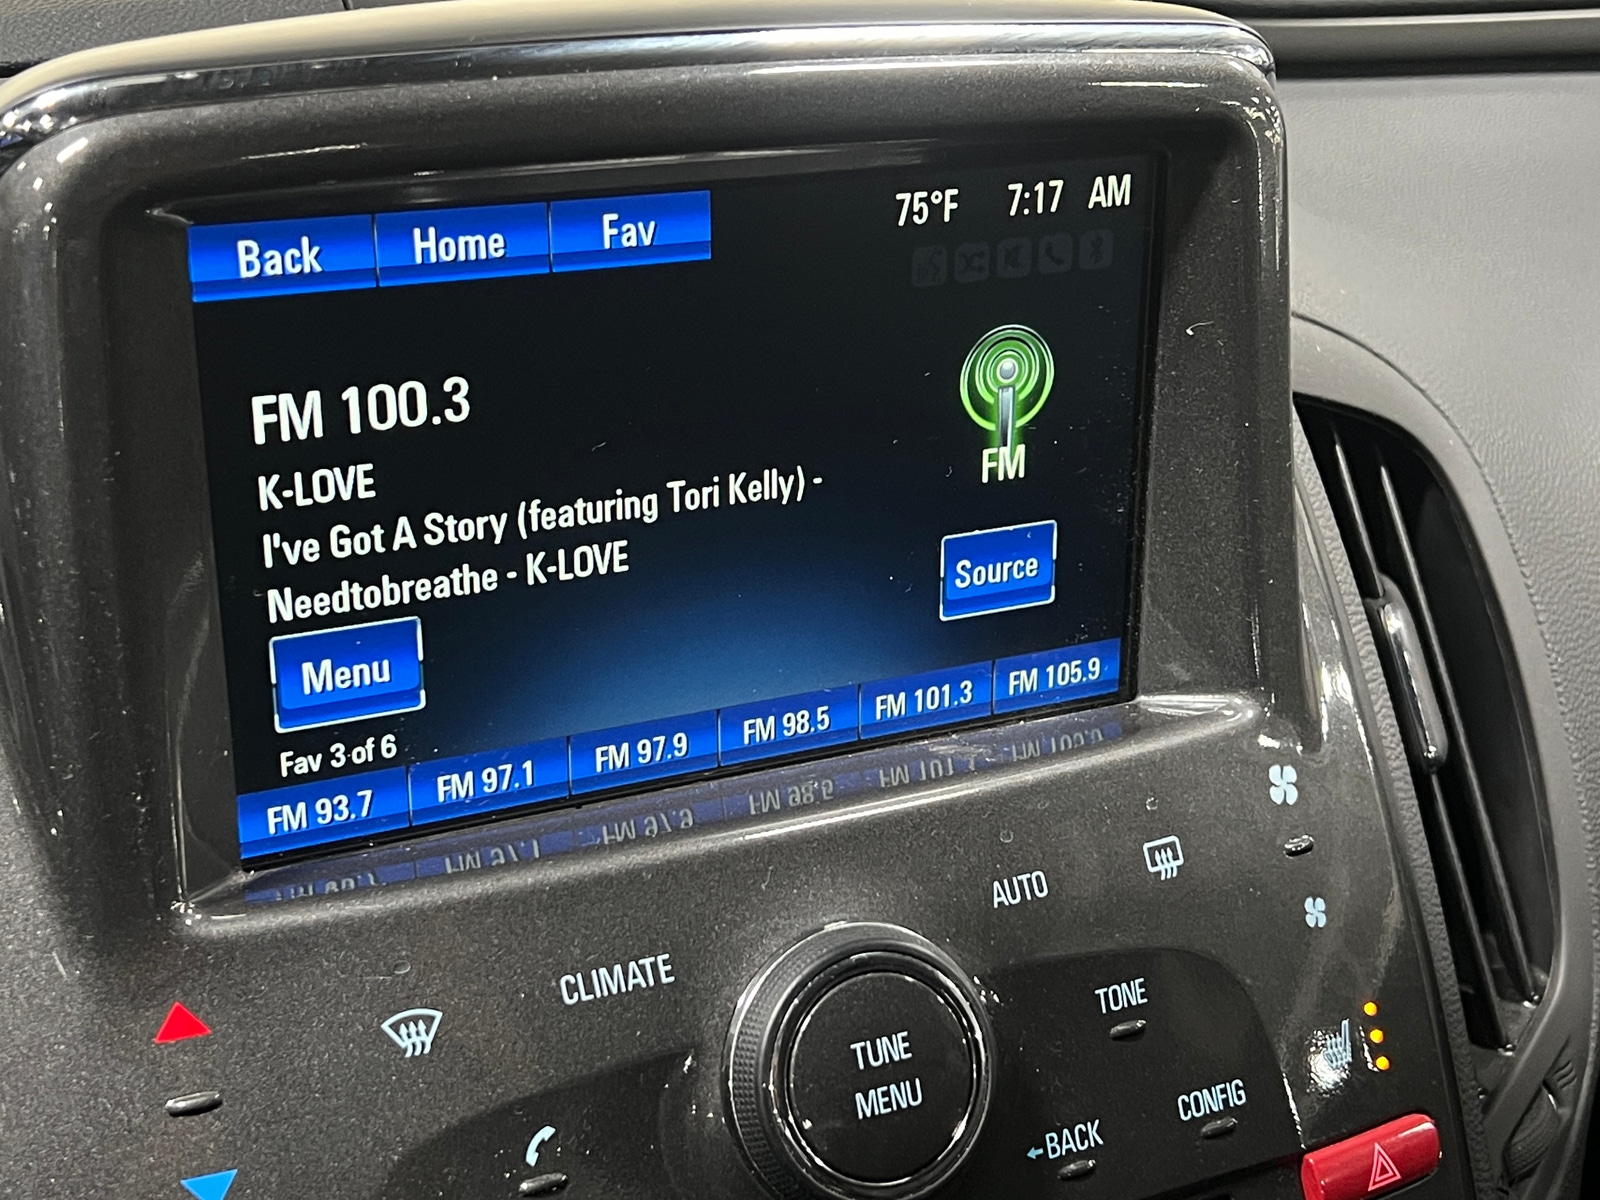 Back Home Fav 75°F 7:17 AM
FM 100.3
K-LOVE
I've Got A Story (featuring Tori Kelly) -
Needtobreathe - K-LOVE
FM
Source
Menu
Fav 3 of 6
FM 93.7 FM 97.1 FM 97.9 FM 98.5 FM 101.3 FM 105.9
AUTO
CLIMATE
TONE
TUNE
MENU
CONFIG
←BACK